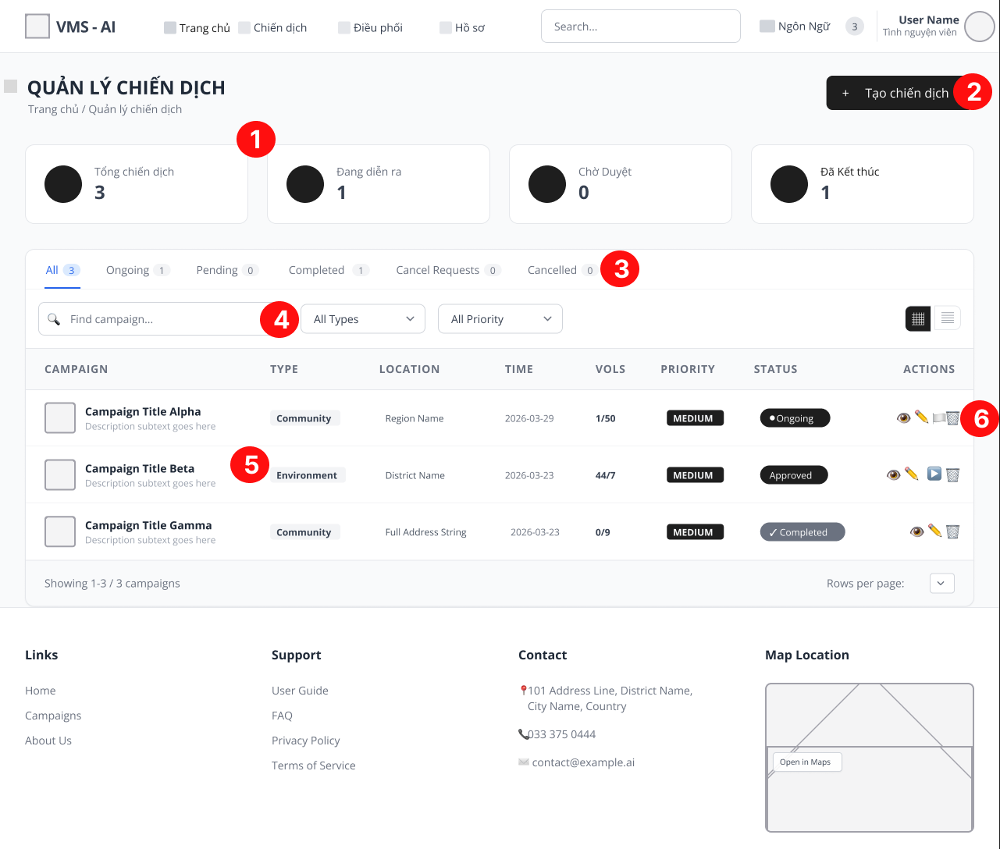 VMS - AI
Trang chủ
Chiến dịch
Điều phối
Hồ sơ
Search...
Ngôn Ngữ
3
User Name
Tình nguyện viên
QUẢN LÝ CHIẾN DỊCH
Trang chủ / Quản lý chiến dịch
+ Tạo chiến dịch
2
1
Tổng chiến dịch
3
Đang diễn ra
1
Chờ Duyệt
0
Đã Kết thúc
1
All 3
Ongoing 1
Pending 0
Completed 1
Cancel Requests 0
Cancelled 0
3
Find campaign...
4
All Types
All Priority
CAMPAIGN TYPE LOCATION TIME VOLS PRIORITY STATUS ACTIONS
Campaign Title Alpha
Description subtext goes here
Community
Region Name
2026-03-29
1/50
MEDIUM
Ongoing
6
Campaign Title Beta
Description subtext goes here
5
Environment
District Name
2026-03-23
44/7
MEDIUM
Approved
Campaign Title Gamma
Description subtext goes here
Community
Full Address String
2026-03-23
0/9
MEDIUM
✓ Completed
Showing 1-3 / 3 campaigns
Rows per page:
Links
Home
Campaigns
About Us
Support
User Guide
FAQ
Privacy Policy
Terms of Service
Contact
101 Address Line, District Name,
City Name, Country
033 375 0444
contact@example.ai
Map Location
Open in Maps